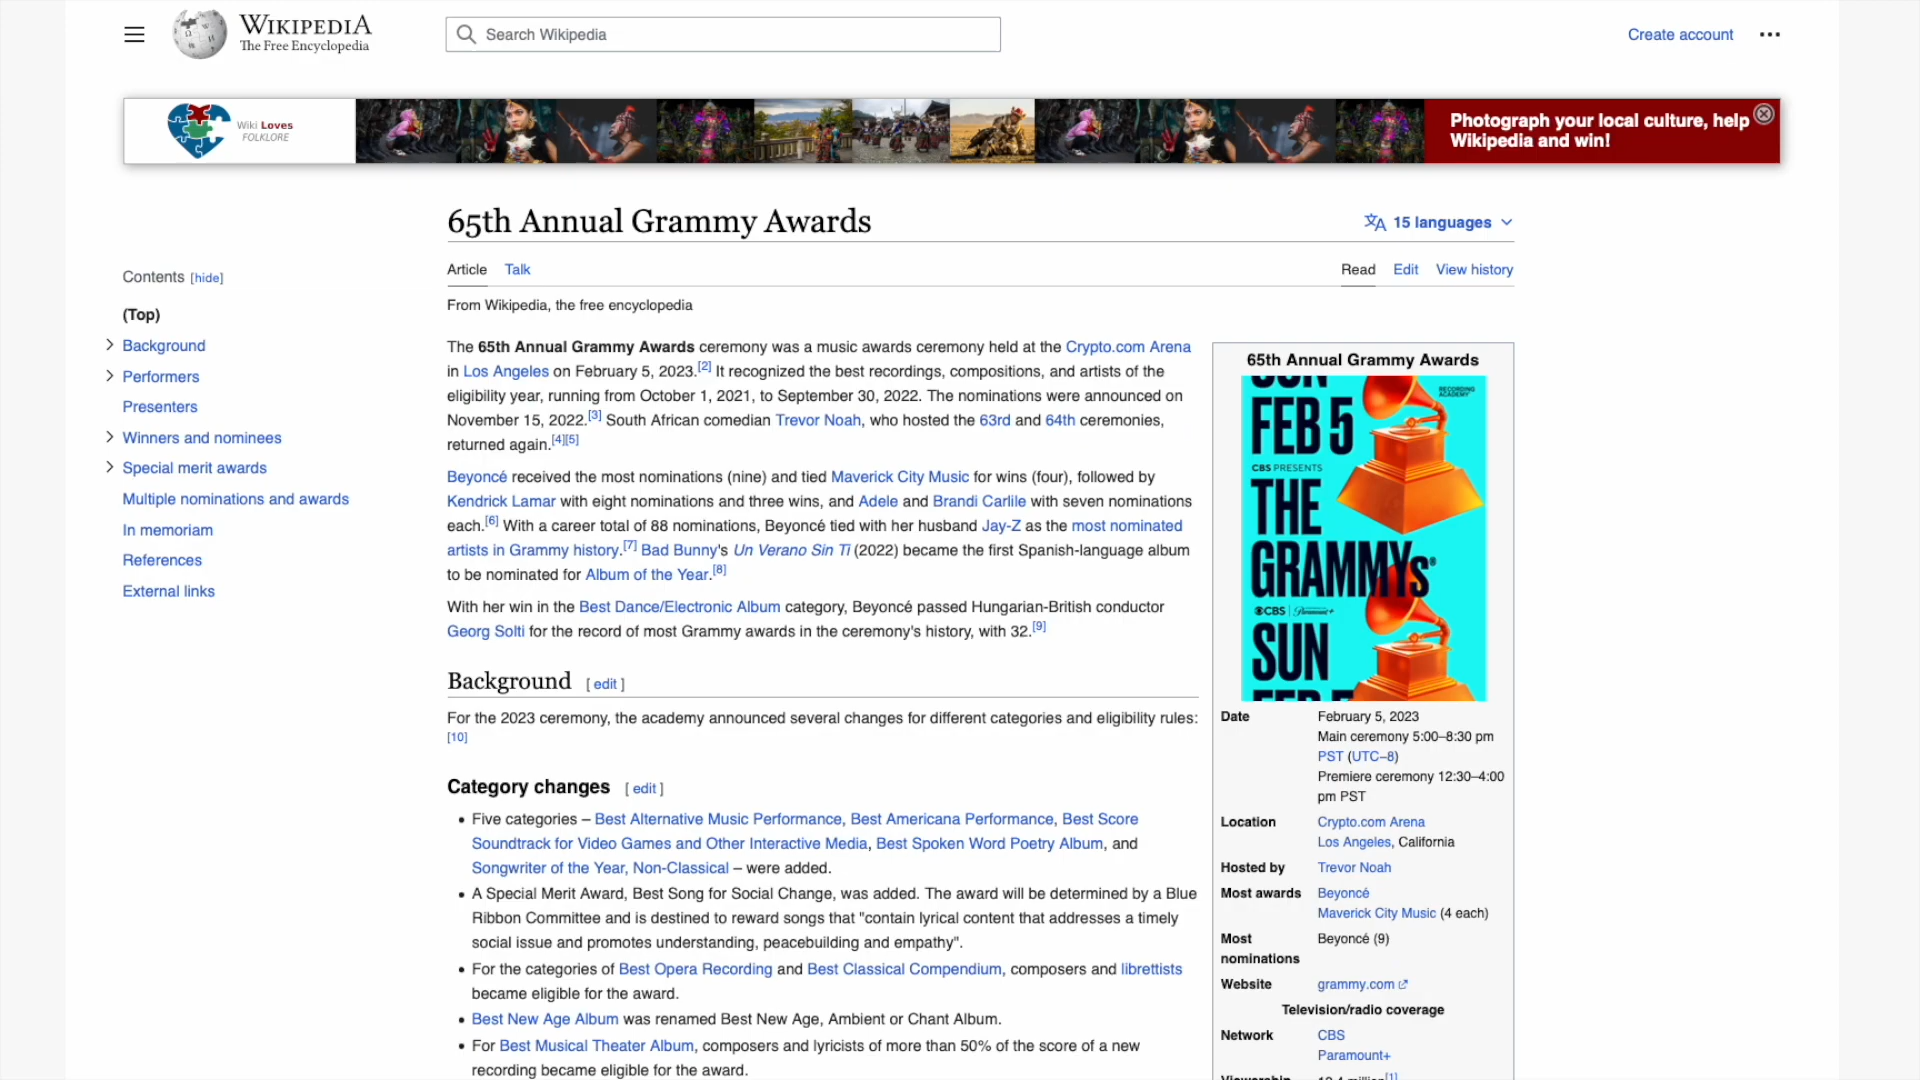 WIKIPEDIA
The Free Encyclopedia
Search Wikipedia
Create account
Wiki Loves
FOLKLORE
Photograph your local culture, help
Wikipedia and win!
65th Annual Grammy Awards
15 languages
Contents [hide]
(Top)
Background
Performers
Presenters
Winners and nominees
Special merit awards
Multiple nominations and awards
In memoriam
References
External links
Article Talk
Read Edit View history
From Wikipedia, the free encyclopedia
The 65th Annual Grammy Awards ceremony was a music awards ceremony held at the Crypto.com Arena
in Los Angeles on February 5, 2023.[2] It recognized the best recordings, compositions, and artists of the
eligibility year, running from October 1, 2021, to September 30, 2022. The nominations were announced on
November 15, 2022.[3] South African comedian Trevor Noah, who hosted the 63rd and 64th ceremonies,
returned again.[4][5]
Beyoncé received the most nominations (nine) and tied Maverick City Music for wins (four), followed by
Kendrick Lamar with eight nominations and three wins, and Adele and Brandi Carlile with seven nominations
each.[6] With a career total of 88 nominations, Beyoncé tied with her husband Jay-Z as the most nominated
artists in Grammy history.[7] Bad Bunny's Un Verano Sin Ti (2022) became the first Spanish-language album
to be nominated for Album of the Year.[8]
With her win in the Best Dance/Electronic Album category, Beyoncé passed Hungarian-British conductor
Georg Solti for the record of most Grammy awards in the ceremony's history, with 32.[9]
Background [ edit ]
For the 2023 ceremony, the academy announced several changes for different categories and eligibility rules:
[10]
Category changes [ edit ]
• Five categories – Best Alternative Music Performance, Best Americana Performance, Best Score
Soundtrack for Video Games and Other Interactive Media, Best Spoken Word Poetry Album, and
Songwriter of the Year, Non-Classical – were added.
• A Special Merit Award, Best Song for Social Change, was added. The award will be determined by a Blue
Ribbon Committee and is destined to reward songs that "contain lyrical content that addresses a timely
social issue and promotes understanding, peacebuilding and empathy".
• For the categories of Best Opera Recording and Best Classical Compendium, composers and librettists
became eligible for the award.
• Best New Age Album was renamed Best New Age, Ambient or Chant Album.
• For Best Musical Theater Album, composers and lyricists of more than 50% of the score of a new
recording became eligible for the award.
65th Annual Grammy Awards
SUN
RECORDING
ACADEMY
FEB 5
CBS PRESENTS
THE
GRAMMYs
CBS | Paramount+
SUN
FEB 5
Date February 5, 2023
Main ceremony 5:00–8:30 pm
PST (UTC–8)
Premiere ceremony 12:30–4:00
pm PST
Location Crypto.com Arena
Los Angeles, California
Hosted by Trevor Noah
Most awards Beyoncé
Maverick City Music (4 each)
Most
nominations Beyoncé (9)
Website grammy.com
Television/radio coverage
Network CBS
Paramount+
Viewership 12.4 million[1]